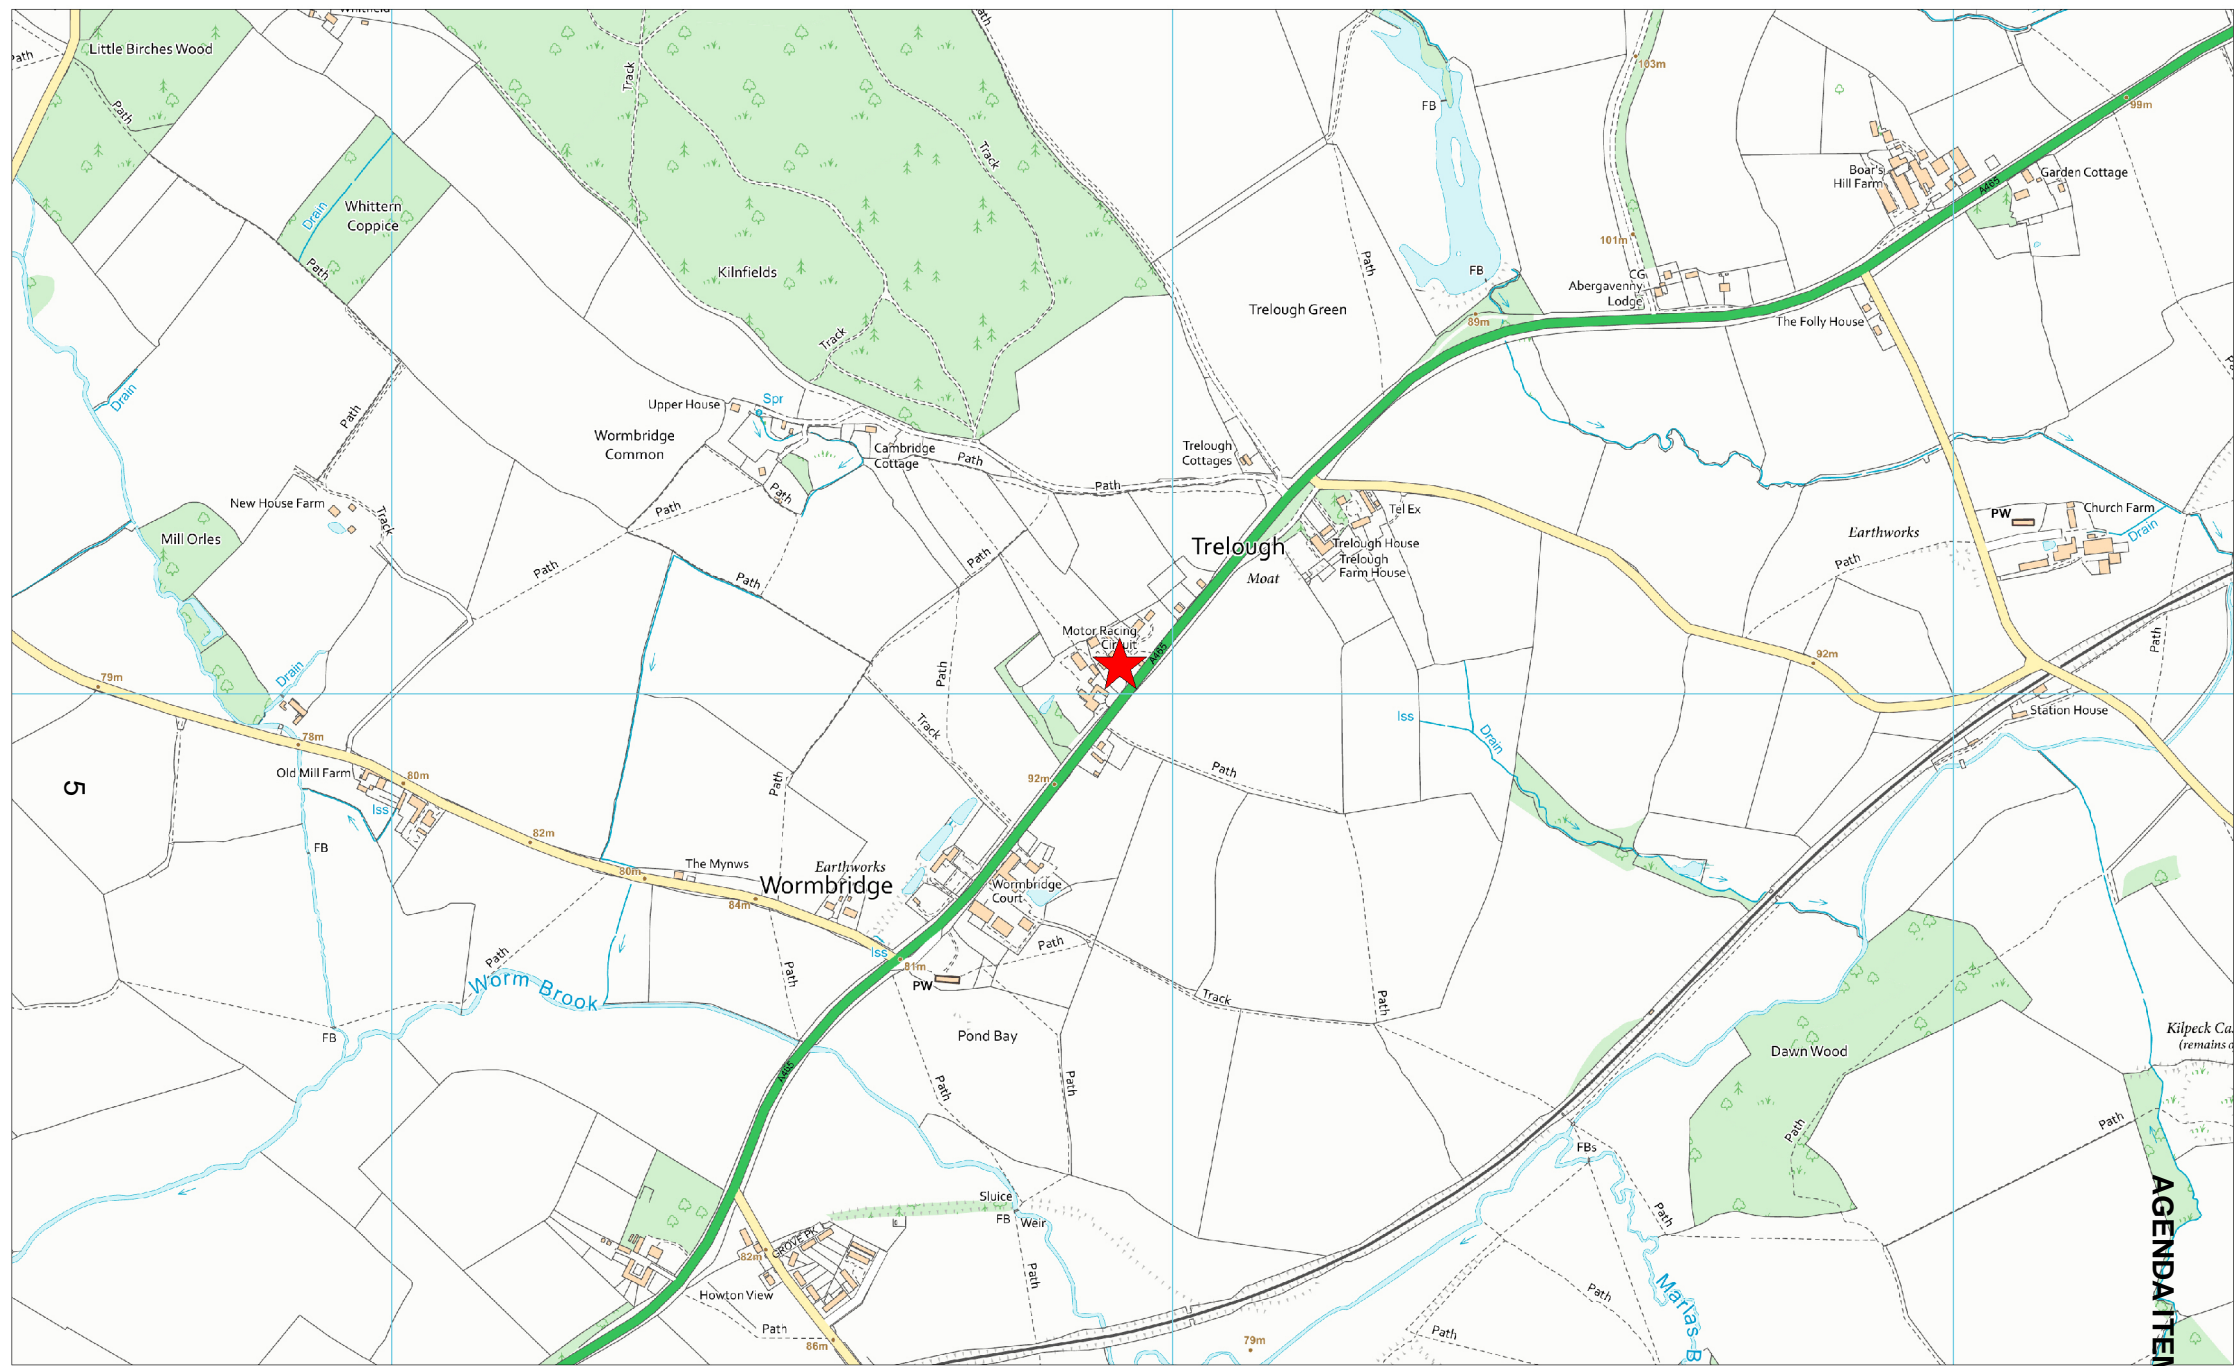 Whitfield
Path
Little Birches Wood
Path
Path
Track
Track
103m
FB
99m
A465
Boar's
Hill Farm
Garden Cottage
Whittern
Coppice
Drain
Path
Kilnfields
Path
101m
FB
CG
Abergavenny
Lodge
Trelough Green
89m
The Folly House
Track
Drain
Path
Upper House
Spr
Wormbridge
Common
Cambridge
Cottage
Path
Path
Trelough
Cottages
Path
Path
New House Farm
Track
Mill Orles
Tel Ex
Trelough
Trelough House
Trelough
Farm House
Moat
PW
Church Farm
Drain
Earthworks
Path
Path
Path
Path
Motor Racing
Circuit
A465
92m
Path
Path
Drain
79m
78m
Old Mill Farm
80m
Iss
Track
Iss
Drain
Station House
Path
Path
92m
5
FB
82m
80m
The Mynws
84m
Earthworks
Wormbridge
Wormbridge
Court
Iss
81m
PW
Path
Path
Path
Worm Brook
Track
Path
FB
Pond Bay
Path
Path
A465
Dawn Wood
Kilpeck Ca
(remains o
Path
Path
FBs
Path
Sluice
FB
Weir
Path
GROVE PK
82m
Howton View
Path
86m
79m
Path
Path
Marlas B
AGENDA ITEM